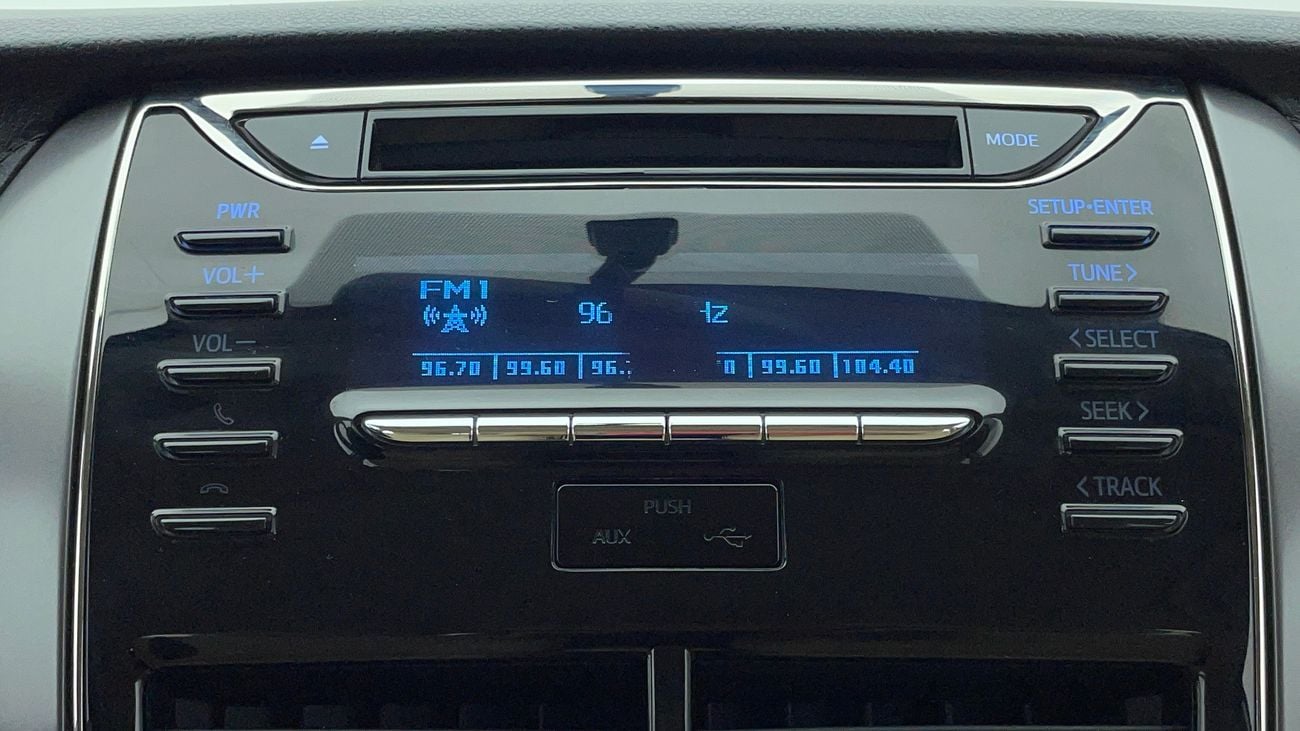 MODE
PWR
SETUP•ENTER
VOL+
TUNE>
FM1
96
VOL−
<SELECT
96.70 99.60 99.60 104.40
SEEK>
<TRACK
PUSH
AUX